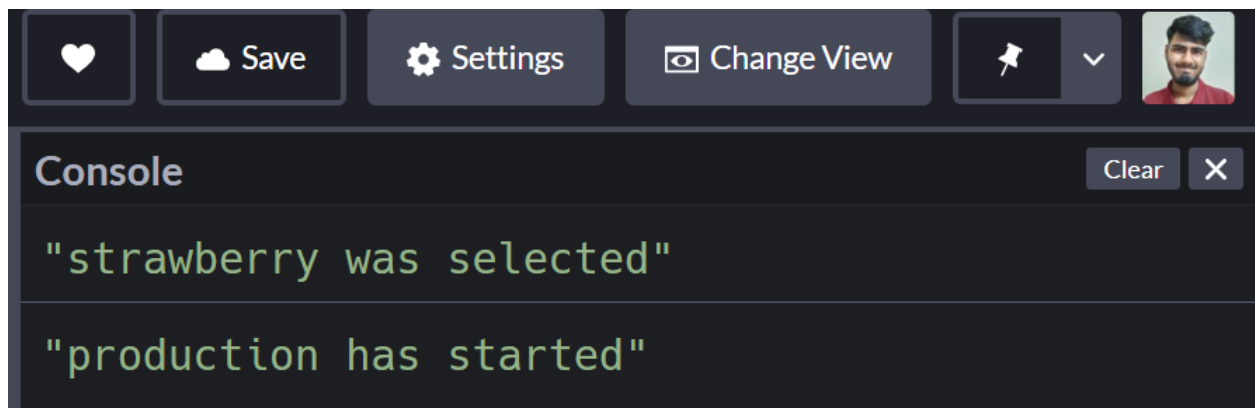 Save Settings Change View
Console Clear
"strawberry was selected"
"production has started"